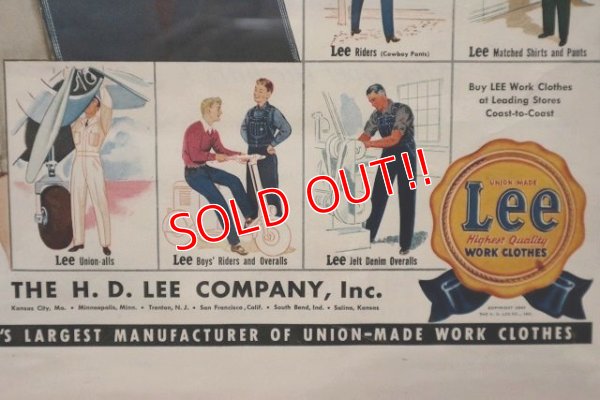 Lee Riders (Cowboy Pants)
Lee Matched Shirts and Pants
Buy LEE Work Clothes
at Leading Stores
Coast-to-Coast
SOLD OUT!!
UNION MADE
Lee
Highest Quality
WORK CLOTHES
Lee Union-alls
Lee Boys' Riders and Overalls
Lee Jelt Denim Overalls
THE H. D. LEE COMPANY, Inc.
Kansas City, Mo. • Minneapolis, Minn. • Trenton, N. J. • San Francisco, Calif. • South Bend, Ind. • Salina, Kansas
'S LARGEST MANUFACTURER OF UNION-MADE WORK CLOTHES